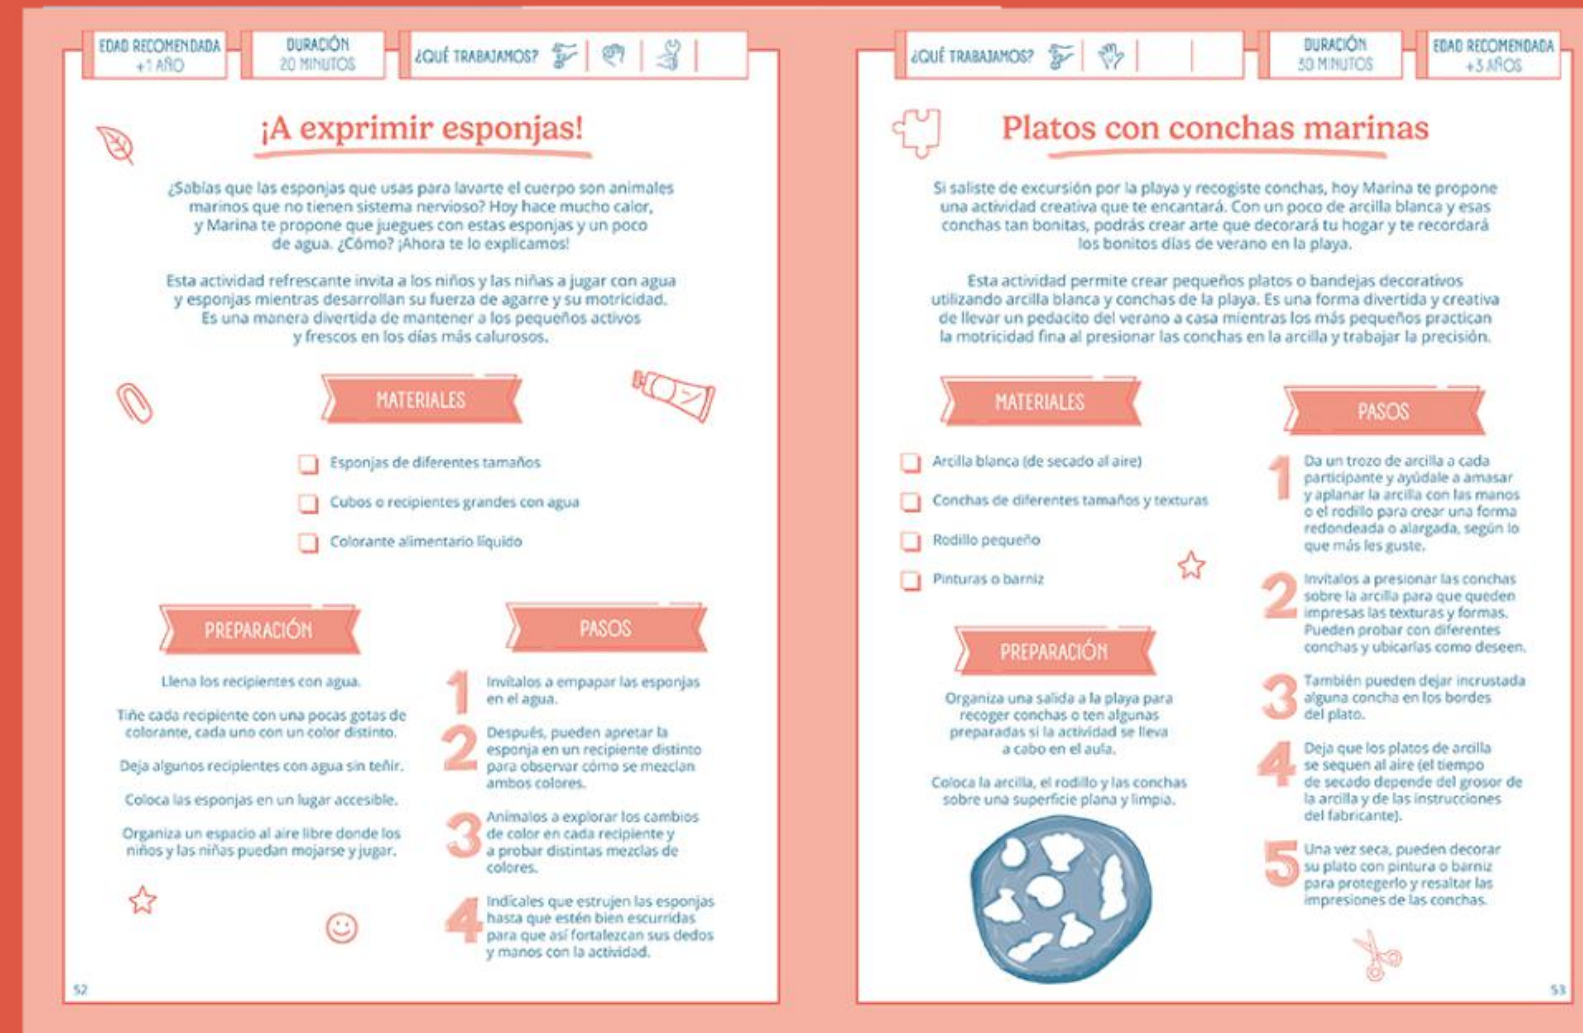 EDAD RECOMENDADA
+1 AÑO
DURACIÓN
20 MINUTOS
¿QUÉ TRABAJAMOS?
¡A exprimir esponjas!
¿Sabías que las esponjas que usas para lavarte el cuerpo son animales
marinos que no tienen sistema nervioso? Hoy hace mucho calor,
y Marina te propone que juegues con estas esponjas y un poco
de agua. ¿Cómo? ¡Ahora te lo explicamos!
Esta actividad refrescante invita a los niños y las niñas a jugar con agua
y esponjas mientras desarrollan su fuerza de agarre y su motricidad.
Es una manera divertida de mantener a los pequeños activos
y frescos en los días más calurosos.
MATERIALES
Esponjas de diferentes tamaños
Cubos o recipientes grandes con agua
Colorante alimentario líquido
PREPARACIÓN
Llena los recipientes con agua.
Tiñe cada recipiente con una pocas gotas de
colorante, cada uno con un color distinto.
Deja algunos recipientes con agua sin teñir.
Coloca las esponjas en un lugar accesible.
Organiza un espacio al aire libre donde los
niños y las niñas puedan mojarse y jugar.
PASOS
1 Invítalos a empapar las esponjas
en el agua.
2 Después, pueden apretar la
esponja en un recipiente distinto
para observar cómo se mezclan
ambos colores.
3 Anímalos a explorar los cambios
de color en cada recipiente y
a probar distintas mezclas de
colores.
4 Indícales que estrujen las esponjas
hasta que estén bien escurridas
para que así fortalezcan sus dedos
y manos con la actividad.
52
¿QUÉ TRABAJAMOS?
DURACIÓN
30 MINUTOS
EDAD RECOMENDADA
+3 AÑOS
Platos con conchas marinas
Si saliste de excursión por la playa y recogiste conchas, hoy Marina te propone
una actividad creativa que te encantará. Con un poco de arcilla blanca y esas
conchas tan bonitas, podrás crear arte que decorará tu hogar y te recordará
los bonitos días de verano en la playa.
Esta actividad permite crear pequeños platos o bandejas decorativos
utilizando arcilla blanca y conchas de la playa. Es una forma divertida y creativa
de llevar un pedacito del verano a casa mientras los más pequeños practican
la motricidad fina al presionar las conchas en la arcilla y trabajar la precisión.
MATERIALES
Arcilla blanca (de secado al aire)
Conchas de diferentes tamaños y texturas
Rodillo pequeño
Pinturas o barniz
PREPARACIÓN
Organiza una salida a la playa para
recoger conchas o ten algunas
preparadas si la actividad se lleva
a cabo en el aula.
Coloca la arcilla, el rodillo y las conchas
sobre una superficie plana y limpia.
PASOS
1 Da un trozo de arcilla a cada
participante y ayúdale a amasar
y aplanar la arcilla con las manos
o el rodillo para crear una forma
redondeada o alargada, según lo
que más les guste.
2 Invítalos a presionar las conchas
sobre la arcilla para que queden
impresas las texturas y formas.
Pueden probar con diferentes
conchas y ubicarlas como deseen.
3 También pueden dejar incrustada
alguna concha en los bordes
del plato.
4 Deja que los platos de arcilla
se sequen al aire (el tiempo
de secado depende del grosor de
la arcilla y de las instrucciones
del fabricante).
5 Una vez seca, pueden decorar
su plato con pintura o barniz
para protegerlo y resaltar las
impresiones de las conchas.
53